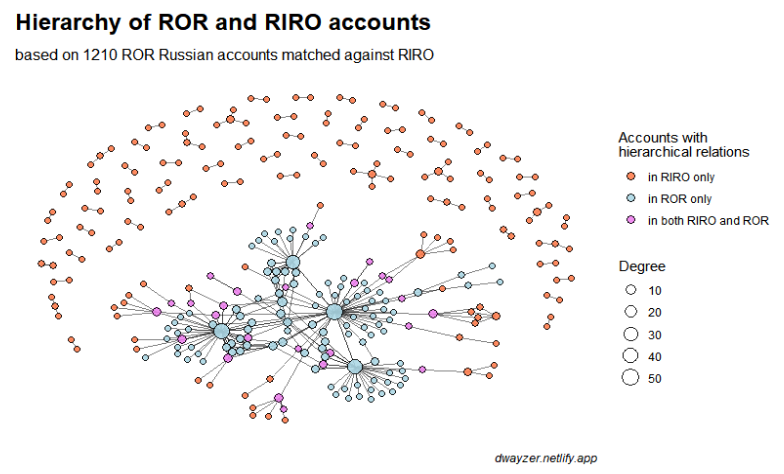 Hierarchy of ROR and RIRO accounts
based on 1210 ROR Russian accounts matched against RIRO
Accounts with
hierarchical relations
in RIRO only
in ROR only
in both RIRO and ROR
Degree
10
20
30
40
50
dwayzer.netlify.app